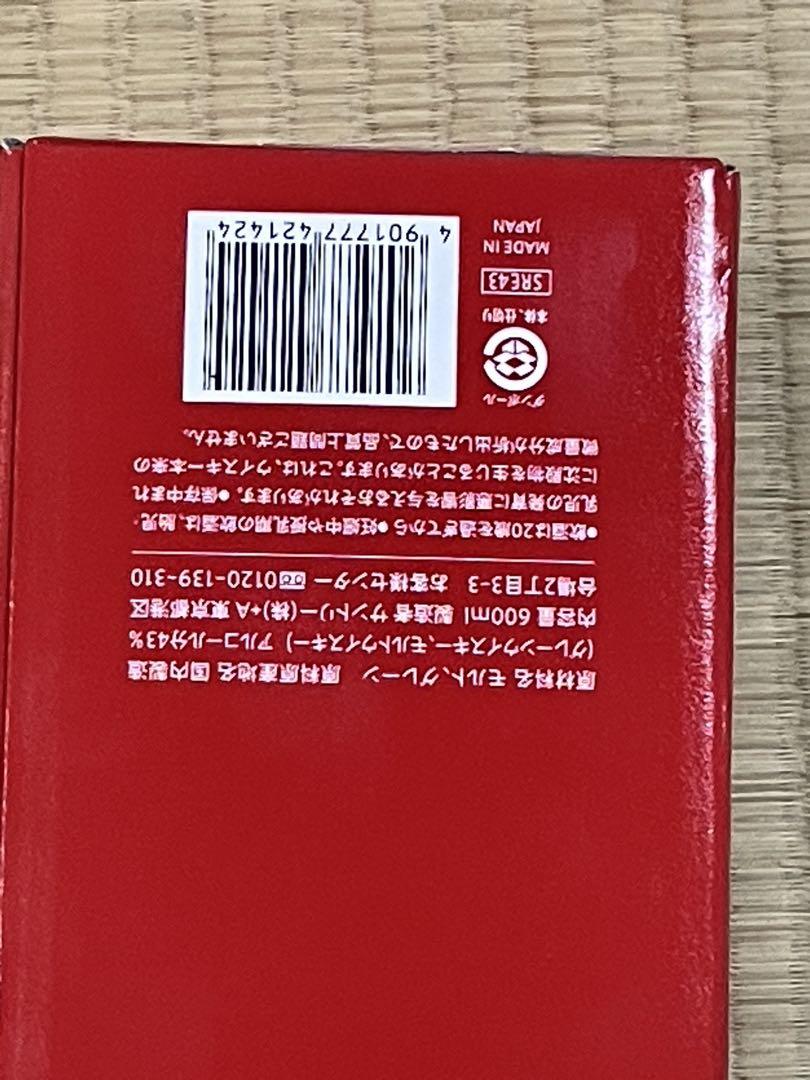 原材料名 モルト、グレーン 原料原産地名 国内製造
(グレーンウイスキー、モルトウイスキー) アルコール分43%
内容量 600ml 製造者 サントリー(株)+A 東京都港区
台場2丁目3-3 お客様センター 0120-139-310
●飲酒は20歳を過ぎてから ●妊娠中や授乳期の飲酒は、胎児・
乳児の発育に悪影響を与えるおそれがあります。 ●保存中まれ
に沈殿物を生じることがあります。これは、ウイスキー本来の
微量成分が析出したもので、品質上問題ございません。
ダンボール
本体、仕切り
SRE43
MADE IN
JAPAN
4 901777 421424